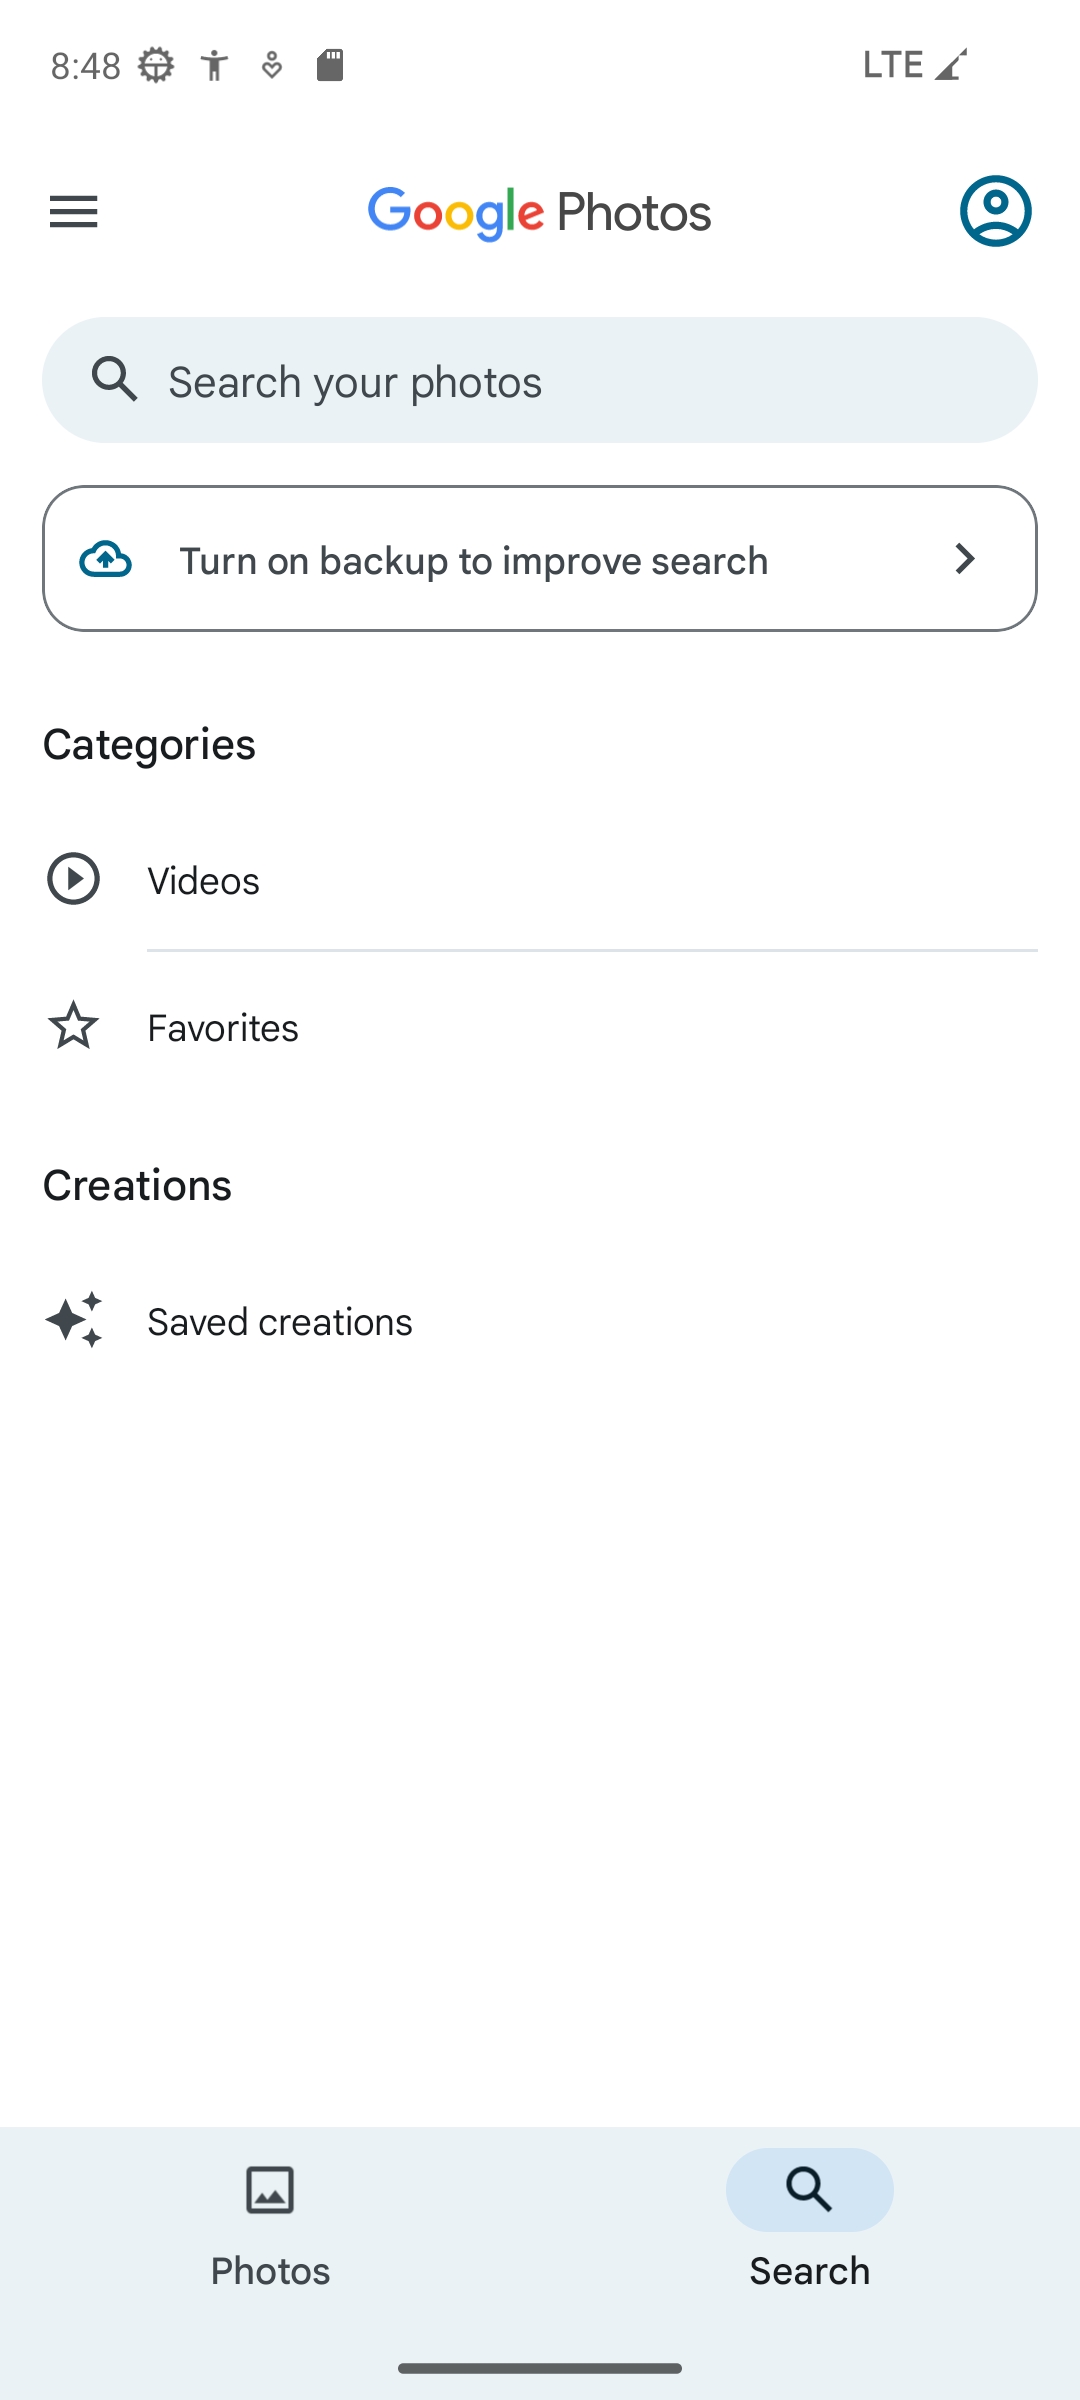 8:48
LTE
Google Photos
Search your photos
Turn on backup to improve search
Categories
Videos
Favorites
Creations
Saved creations
Photos
Search